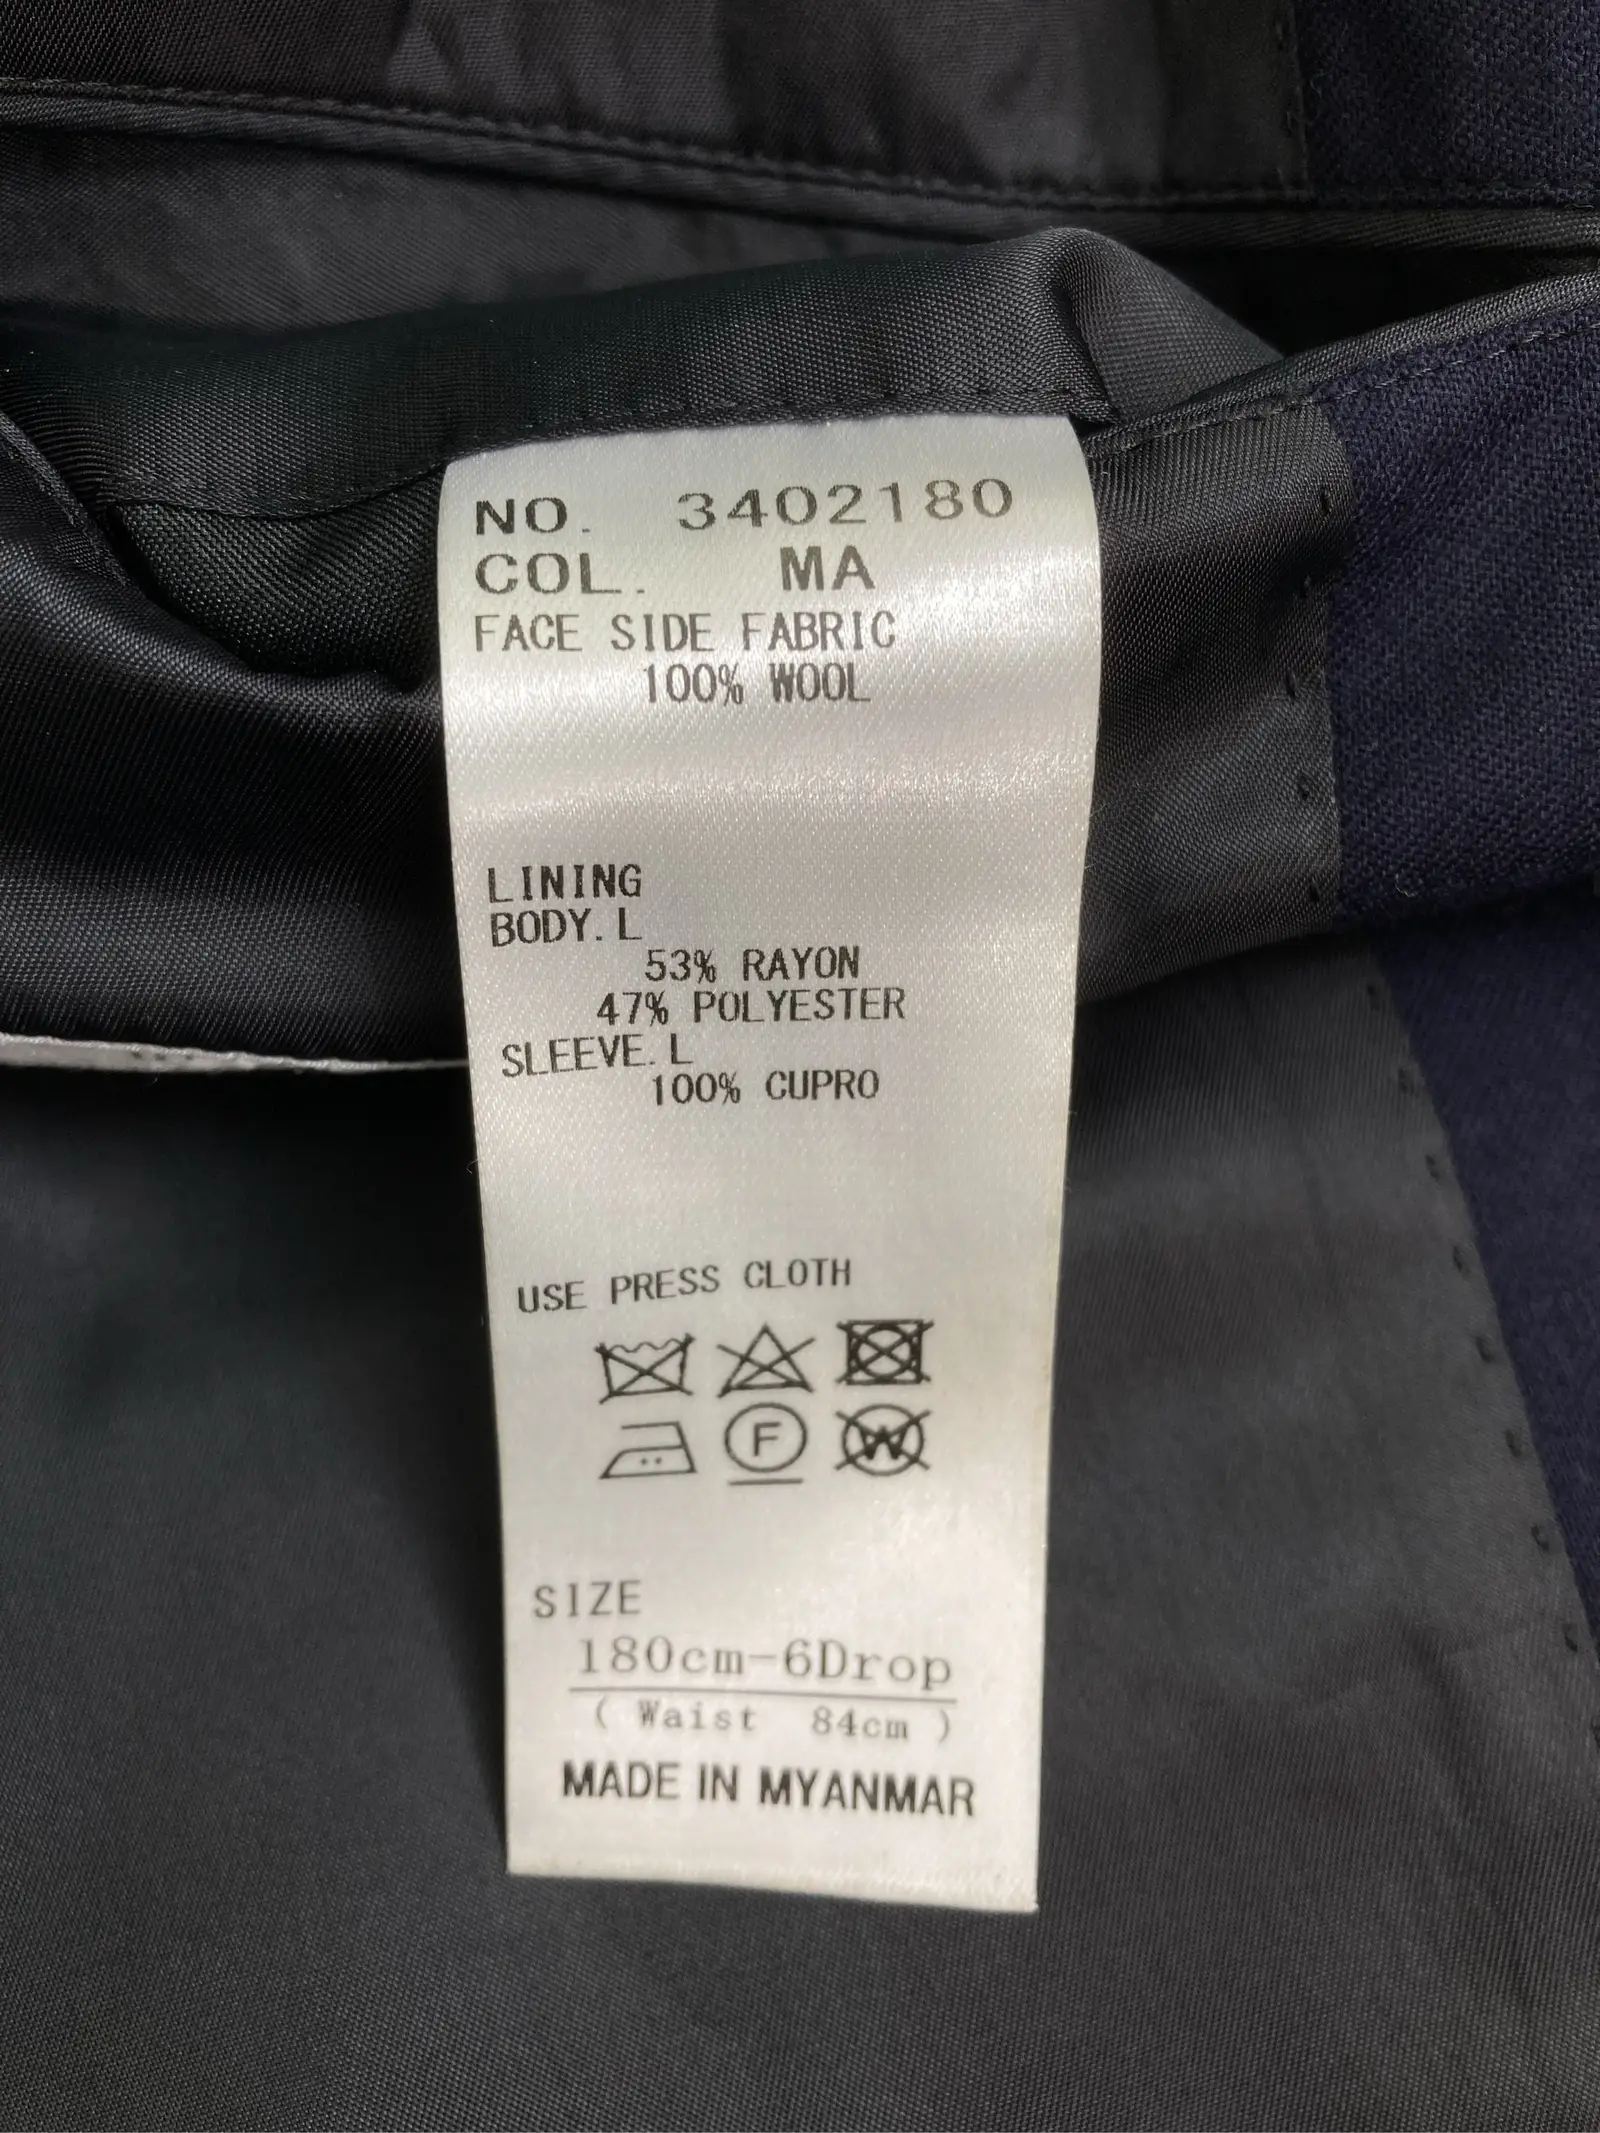 NO. 3402180
COL. MA
FACE SIDE FABRIC
100% WOOL
LINING
BODY. L
53% RAYON
47% POLYESTER
SLEEVE. L
100% CUPRO
USE PRESS CLOTH
F W
SIZE
180cm-6Drop
( Waist 84cm )
MADE IN MYANMAR